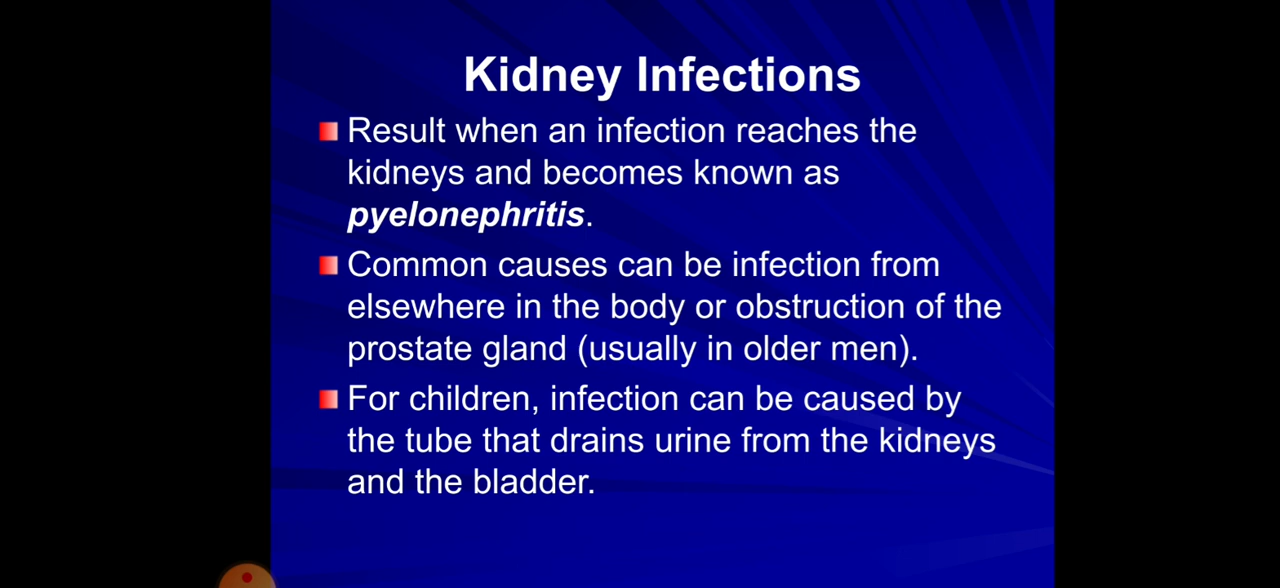 Kidney Infections
Result when an infection reaches the
kidneys and becomes known as
pyelonephritis.
Common causes can be infection from
elsewhere in the body or obstruction of the
prostate gland (usually in older men).
For children, infection can be caused by
the tube that drains urine from the kidneys
and the bladder.